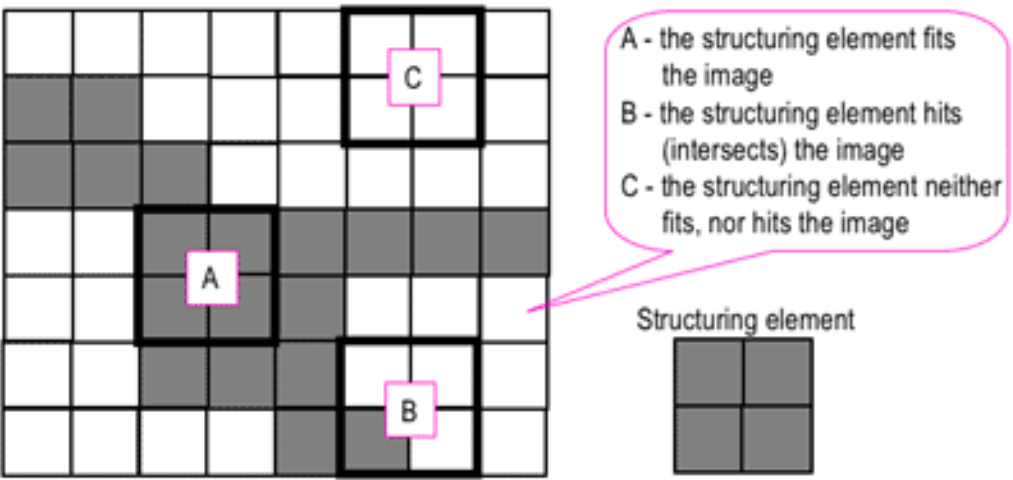 C
A
B
A - the structuring element fits
the image
B - the structuring element hits
(intersects) the image
C - the structuring element neither
fits, nor hits the image
Structuring element